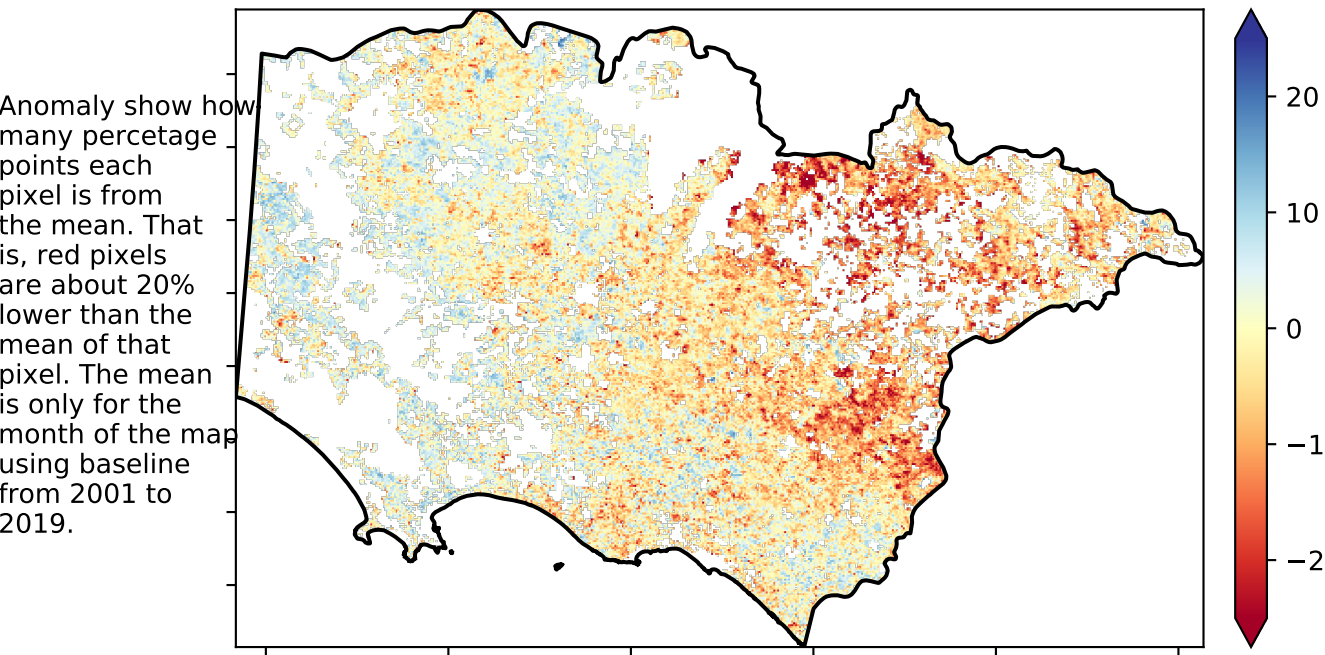 Anomaly show how
many percetage
points each
pixel is from
the mean. That
is, red pixels
are about 20%
lower than the
mean of that
pixel. The mean
is only for the
month of the map
using baseline
from 2001 to
2019.
20
10
0
−1
−2